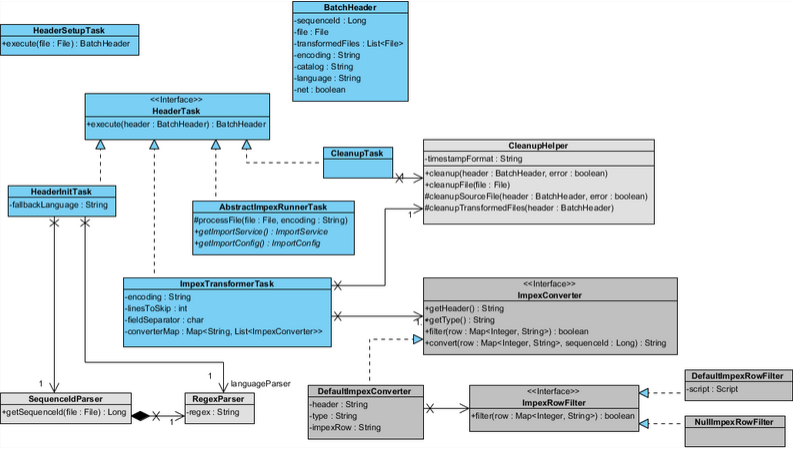 HeaderSetupTask
+execute(file : File) : BatchHeader
BatchHeader
-sequenceId : Long
-file : File
-transformedFiles : List<File>
-encoding : String
-catalog : String
-language : String
-net : boolean
<<Interface>>
HeaderTask
+execute(header : BatchHeader) : BatchHeader
CleanupTask
CleanupHelper
-timestampFormat : String
+cleanup(header : BatchHeader, error : boolean)
+cleanupFile(file : File)
#cleanupSourceFile(header : BatchHeader, error : boolean)
#cleanupTransformedFiles(header : BatchHeader)
1
1
HeaderInitTask
-fallbackLanguage : String
AbstractImpexRunnerTask
#processFile(file : File, encoding : String)
+getImportService() : ImportService
+getImportConfig() : ImportConfig
ImpexTransformerTask
-encoding : String
-linesToSkip : int
-fieldSeparator : char
-converterMap : Map<String, List<ImpexConverter>>
<<Interface>>
ImpexConverter
+getHeader() : String
+getType() : String
+filter(row : Map<Integer, String>) : boolean
+convert(row : Map<Integer, String>, sequenceId : Long) : String
1..*
1
1
languageParser
SequenceIdParser
+getSequenceId(file : File) : Long
1
RegexParser
-regex : String
DefaultImpexConverter
-header : String
-type : String
-impexRow : String
<<Interface>>
ImpexRowFilter
+filter(row : Map<Integer, String>) : boolean
DefaultImpexRowFilter
-script : Script
NullImpexRowFilter